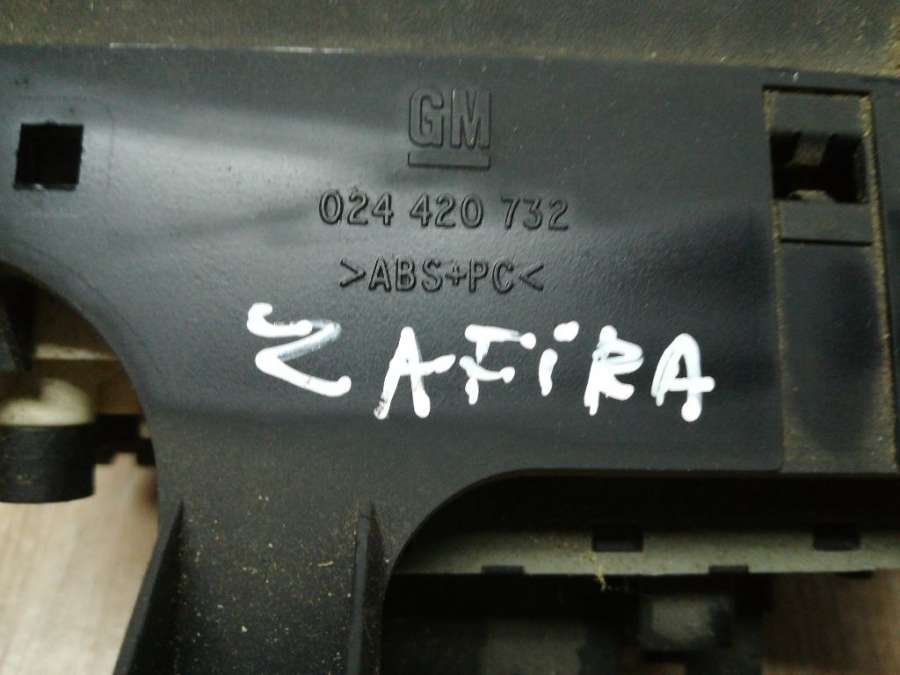 GM
024 420 732
>ABS+PC<
ZAFiRA